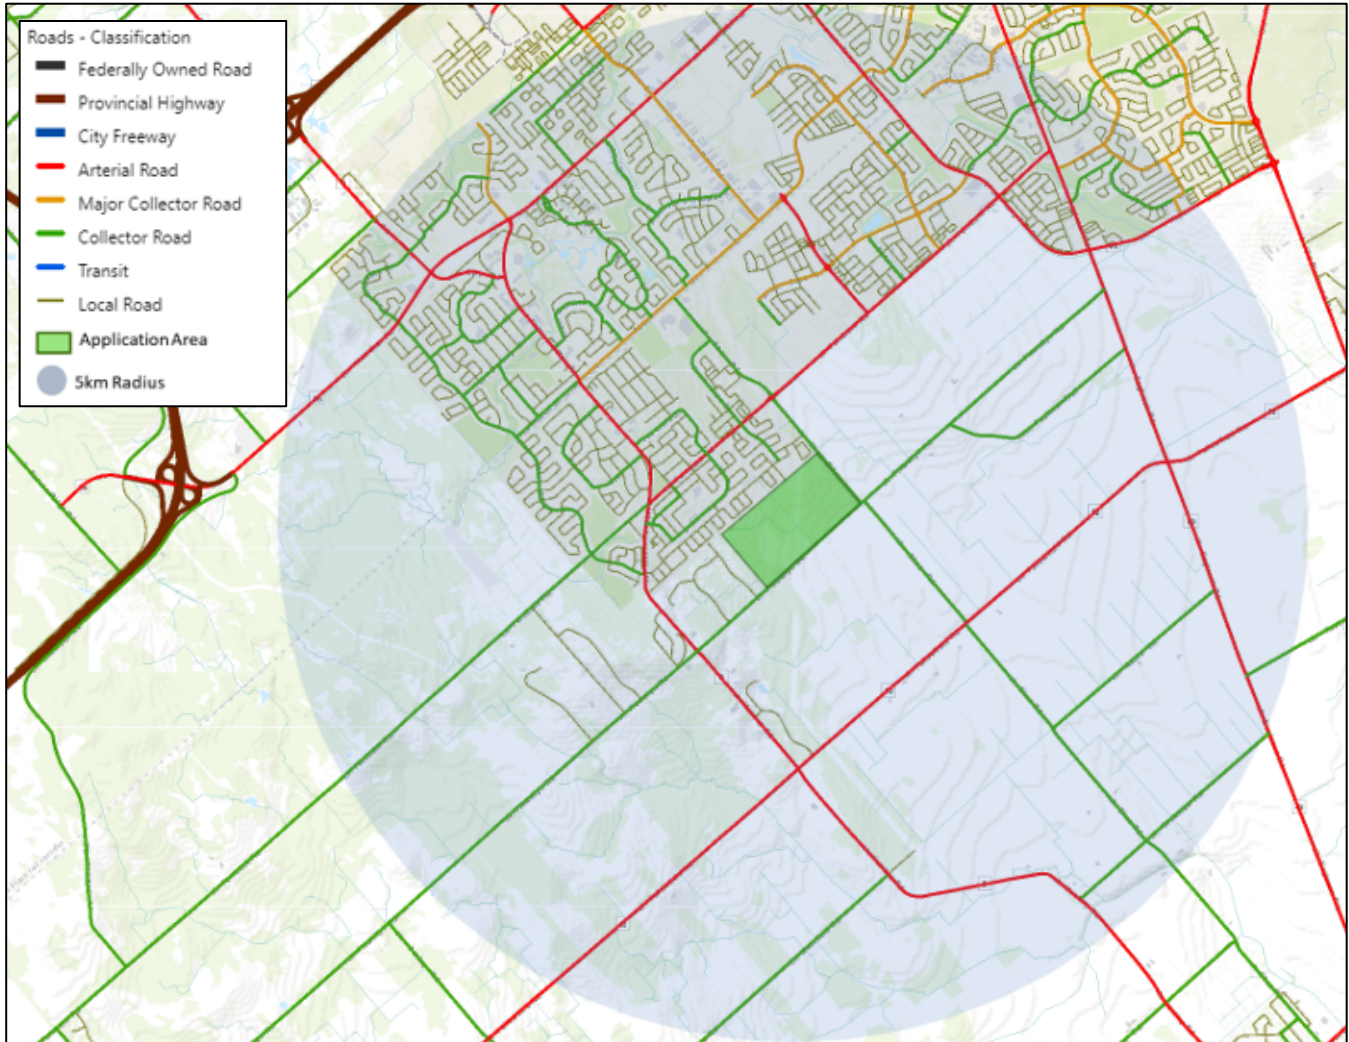 Roads - Classification
Federally Owned Road
Provincial Highway
City Freeway
Arterial Road
Major Collector Road
Collector Road
Transit
Local Road
Application Area
5km Radius